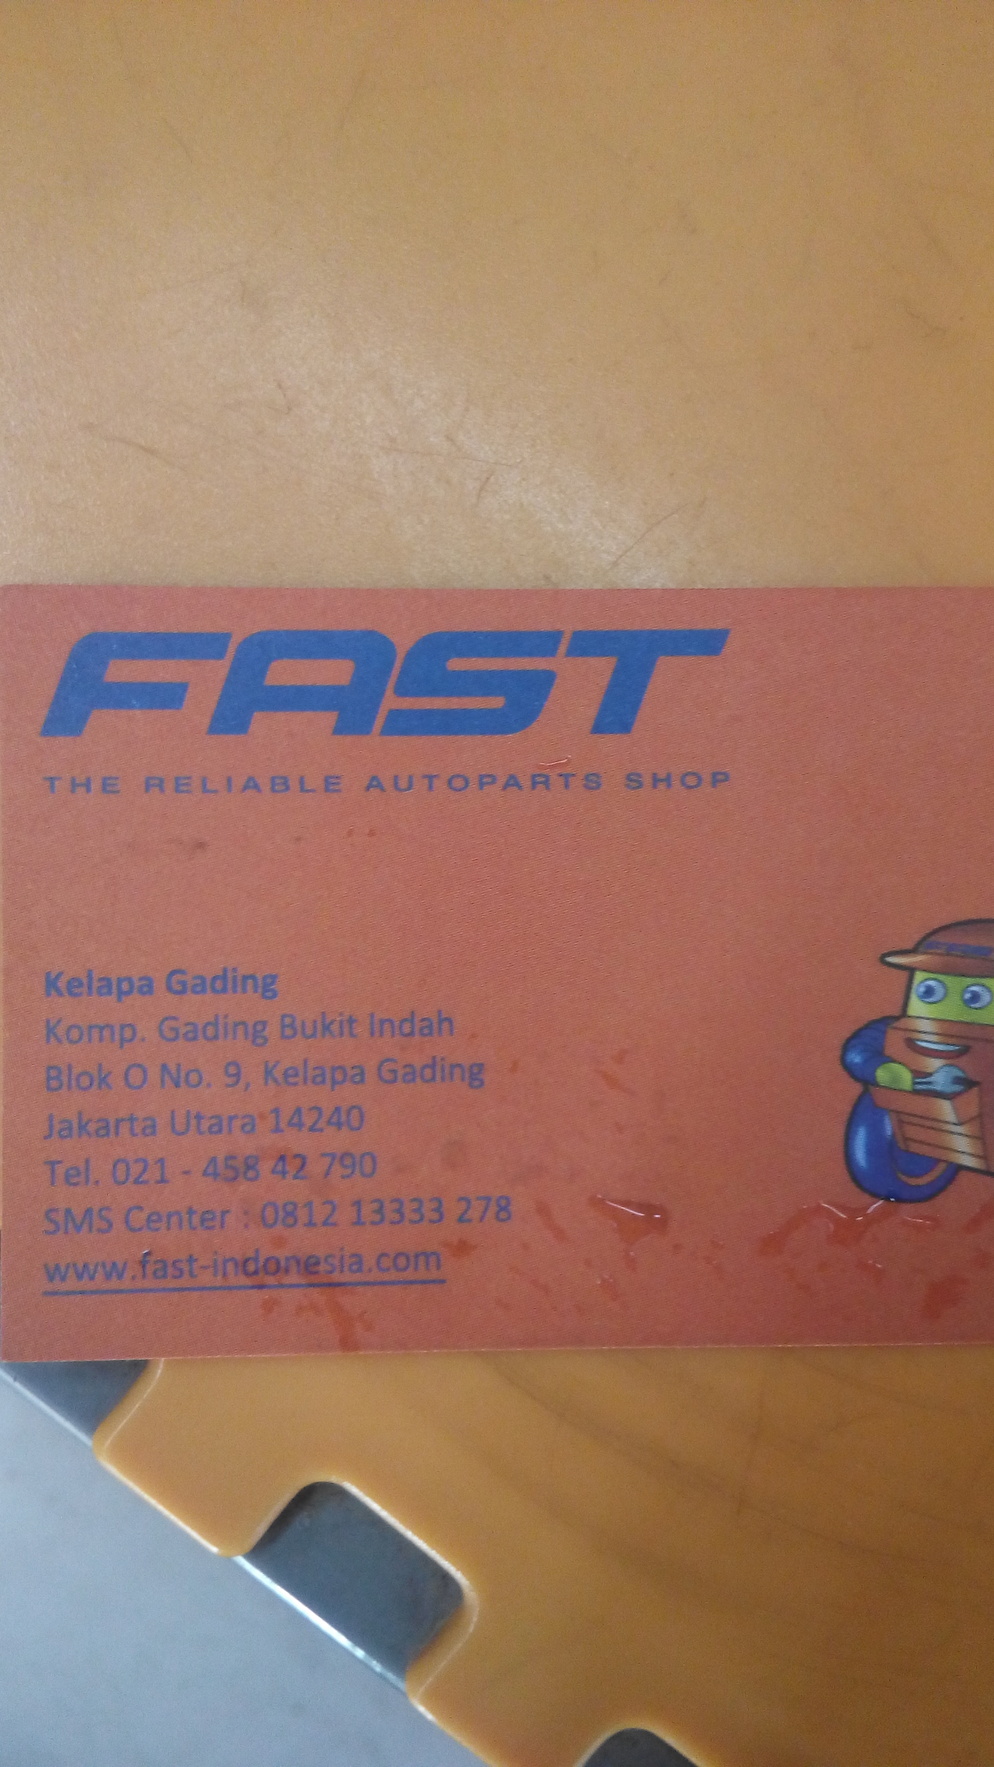 FAST
THE RELIABLE AUTOPARTS SHOP
Kelapa Gading
Komp. Gading Bukit Indah
Blok O No. 9, Kelapa Gading
Jakarta Utara 14240
Tel. 021 - 458 42 790
SMS Center : 0812 13333 278
www.fast-indonesia.com